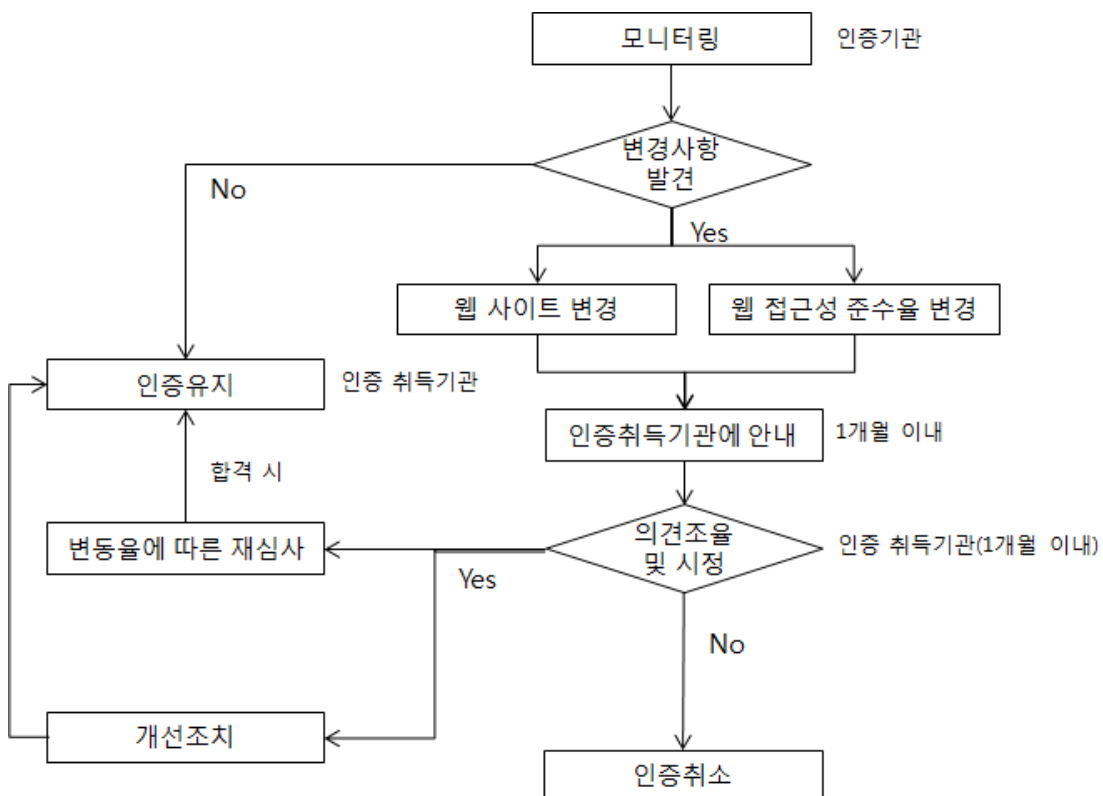 모니터링
인증기관
변경사항
발견
No
Yes
웹 사이트 변경
웹 접근성 준수율 변경
인증유지
인증 취득기관
인증취득기관에 안내
1개월 이내
합격 시
변동율에 따른 재심사
의견조율
및 시정
인증 취득기관(1개월 이내)
Yes
No
개선조치
인증취소